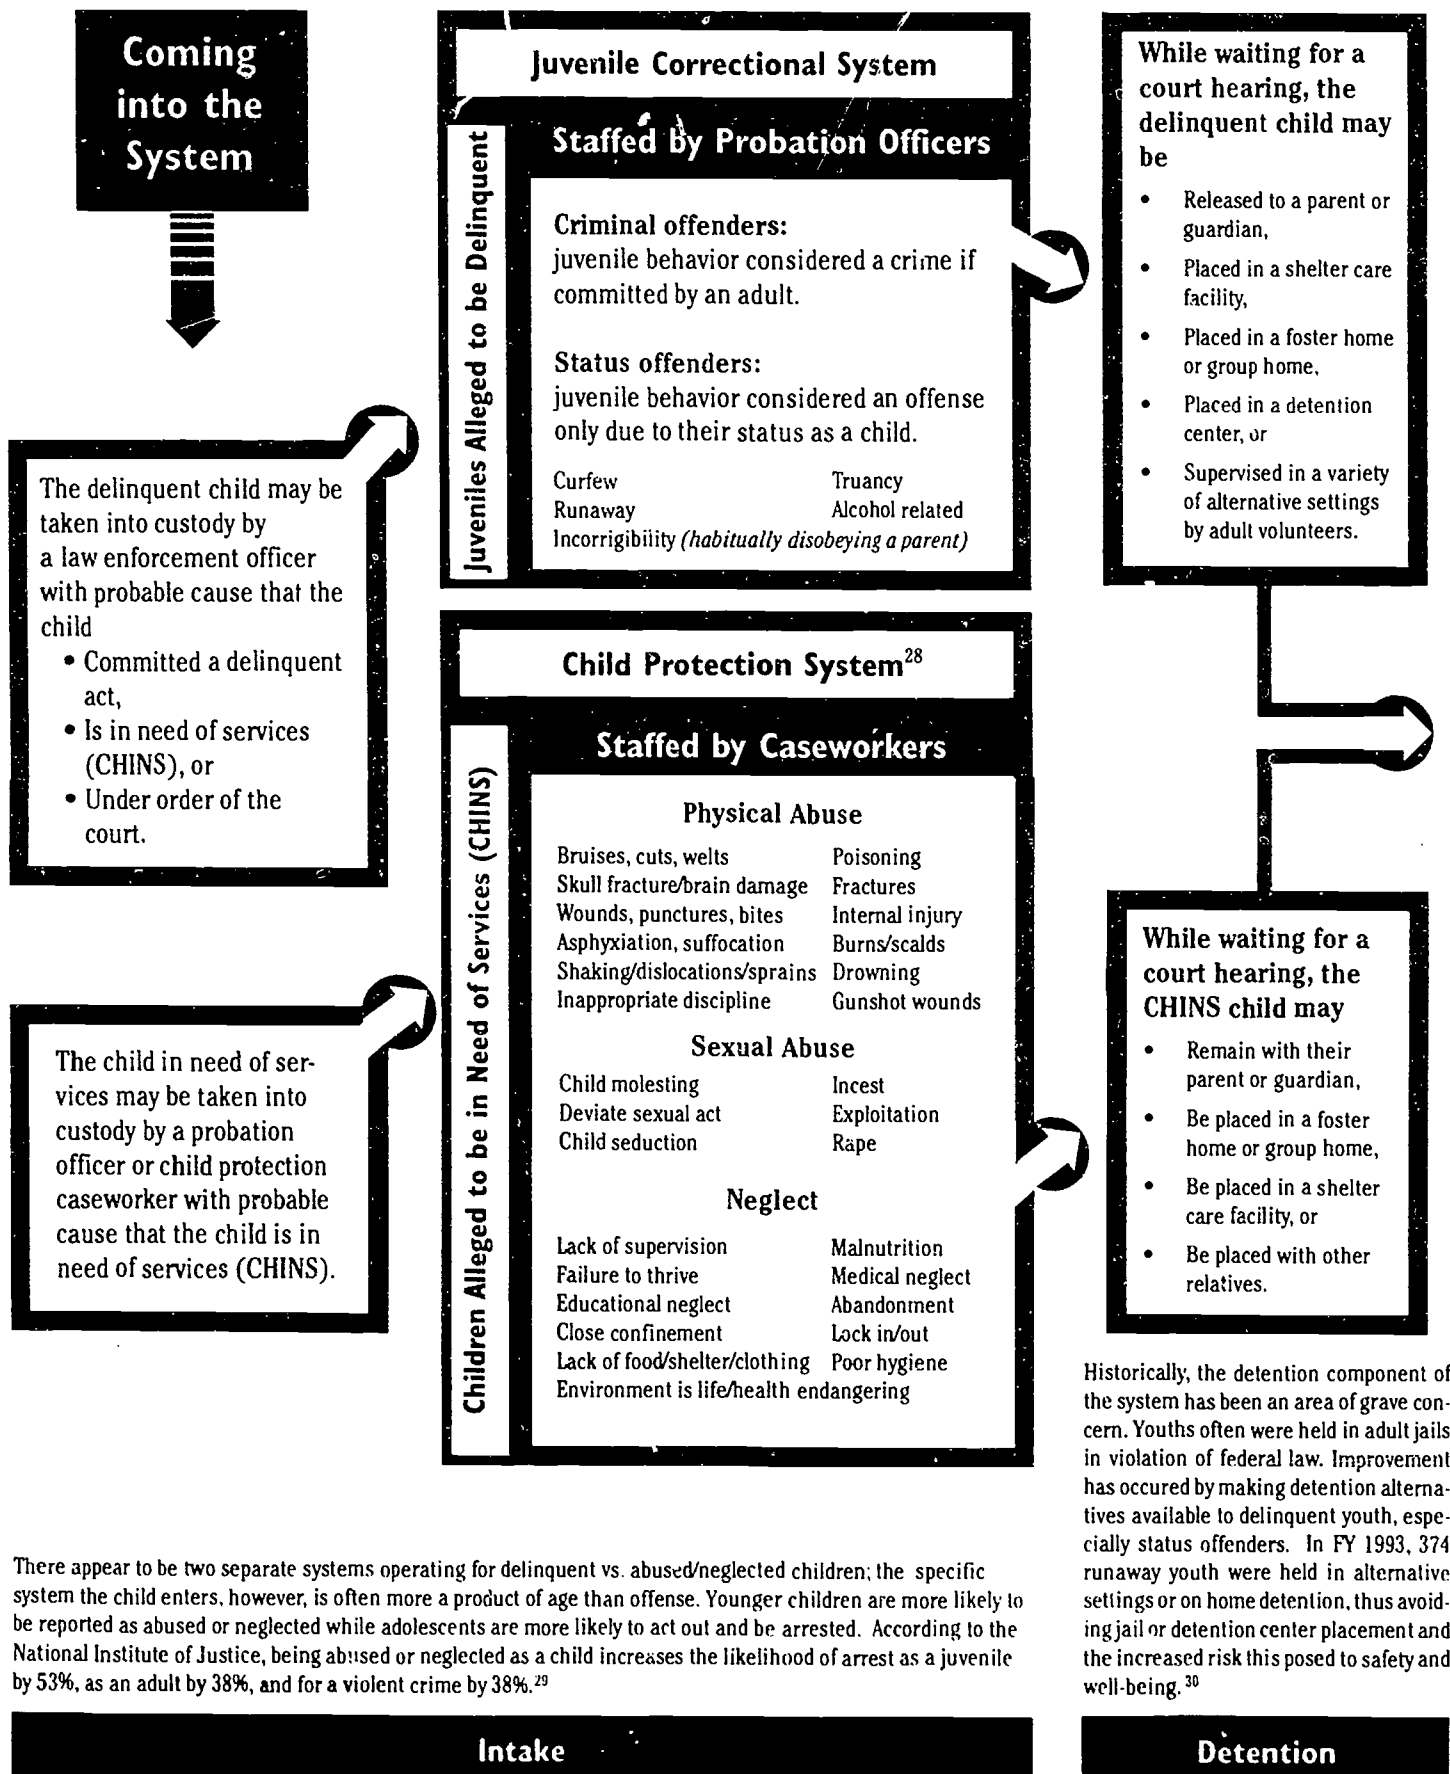 Coming
into the
System
The delinquent child may be
taken into custody by
a law enforcement officer
with probable cause that the
child
• Committed a delinquent
act,
• Is in need of services
(CHINS), or
• Under order of the
court.
The child in need of ser-
vices may be taken into
custody by a probation
officer or child protection
caseworker with probable
cause that the child is in
need of services (CHINS).
Juvenile Correctional System
Staffed by Probation Officers
Juveniles Alleged to be Delinquent
Criminal offenders:
juvenile behavior considered a crime if
committed by an adult.
Status offenders:
juvenile behavior considered an offense
only due to their status as a child.
Curfew Truancy
Runaway Alcohol related
Incorrigibility (habitually disobeying a parent)
Child Protection System28
Staffed by Caseworkers
Children Alleged to be in Need of Services (CHINS)
Physical Abuse
Bruises, cuts, welts Poisoning
Skull fracture/brain damage Fractures
Wounds, punctures, bites Internal injury
Asphyxiation, suffocation Burns/scalds
Shaking/dislocations/sprains Drowning
Inappropriate discipline Gunshot wounds
Sexual Abuse
Child molesting Incest
Deviate sexual act Exploitation
Child seduction Rape
Neglect
Lack of supervision Malnutrition
Failure to thrive Medical neglect
Educational neglect Abandonment
Close confinement Lock in/out
Lack of food/shelter/clothing Poor hygiene
Environment is life/health endangering
While waiting for a
court hearing, the
delinquent child may
be
• Released to a parent or
guardian,
• Placed in a shelter care
facility,
• Placed in a foster home
or group home,
• Placed in a detention
center, or
• Supervised in a variety
of alternative settings
by adult volunteers.
While waiting for a
court hearing, the
CHINS child may
• Remain with their
parent or guardian,
• Be placed in a foster
home or group home,
• Be placed in a shelter
care facility, or
• Be placed with other
relatives.
There appear to be two separate systems operating for delinquent vs. abused/neglected children; the specific
system the child enters, however, is often more a product of age than offense. Younger children are more likely to
be reported as abused or neglected while adolescents are more likely to act out and be arrested. According to the
National Institute of Justice, being abused or neglected as a child increases the likelihood of arrest as a juvenile
by 53%, as an adult by 38%, and for a violent crime by 38%.29
Historically, the detention component of
the system has been an area of grave con-
cern. Youths often were held in adult jails
in violation of federal law. Improvement
has occured by making detention alterna-
tives available to delinquent youth, espe-
cially status offenders. In FY 1993, 374
runaway youth were held in alternative
settings or on home detention, thus avoid-
ing jail or detention center placement and
the increased risk this posed to safety and
well-being.30
Intake
Detention